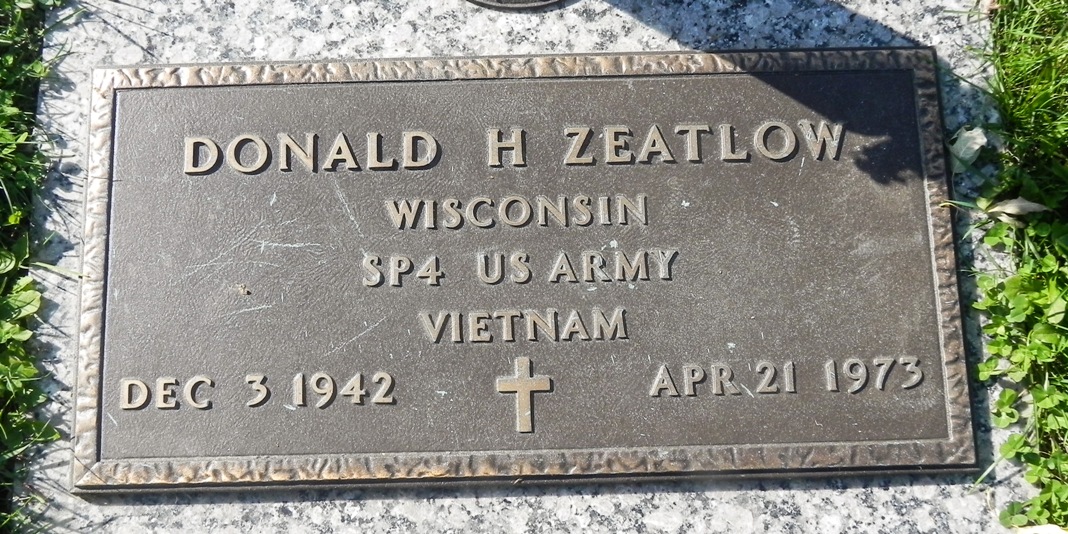 DONALD H ZEATLOW
WISCONSIN
SP4 US ARMY
VIETNAM
DEC 3 1942 APR 21 1973